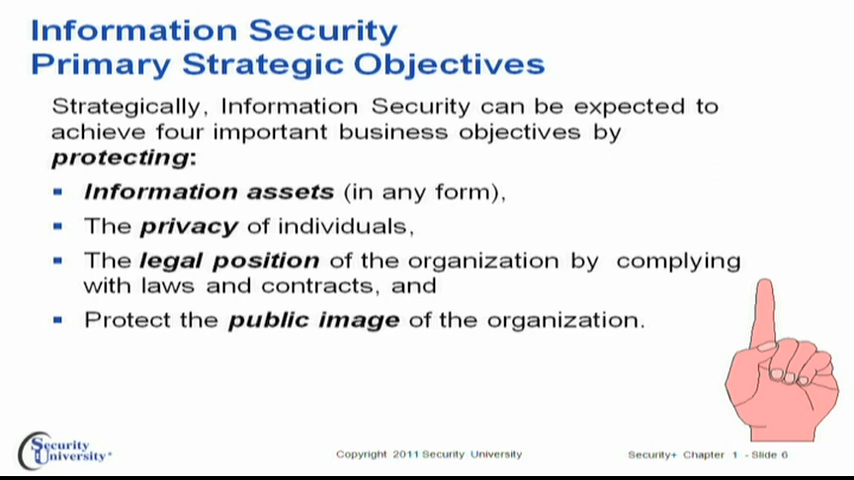 Information Security
Primary Strategic Objectives
Strategically, Information Security can be expected to
achieve four important business objectives by
protecting:
Information assets (in any form),
The privacy of individuals,
The legal position of the organization by complying
with laws and contracts, and
Protect the public image of the organization.
Security
University
Copyright 2011 Security University
Security+ Chapter 1 - Slide 6